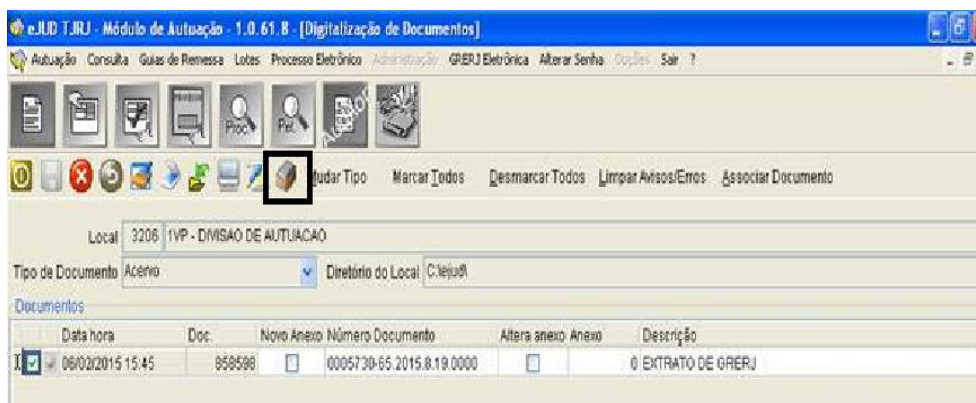 eJUD TJRJ - Módulo de Autuação - 1.0.61.B - [Digitalização de Documentos]
Autuação Consulta Guias de Remessa Lotes Processo Eletrônico Administração GRERJ Eletrônica Alterar Senha Opções Sair ?
Proc. Pet.
Mudar Tipo Marcar Todos Desmarcar Todos Limpar Avisos/Erros Associar Documento
Local 3206 1VP - DIVISAO DE AUTUACAO
Tipo de Documento Acervo Diretório do Local C:\ejud\
Documentos
Data hora Doc. Novo Anexo Número Documento Altera anexo Anexo Descrição
06/02/2015 15:45 858598 0005730-65.2015.8.19.0000 0 EXTRATO DE GRERJ